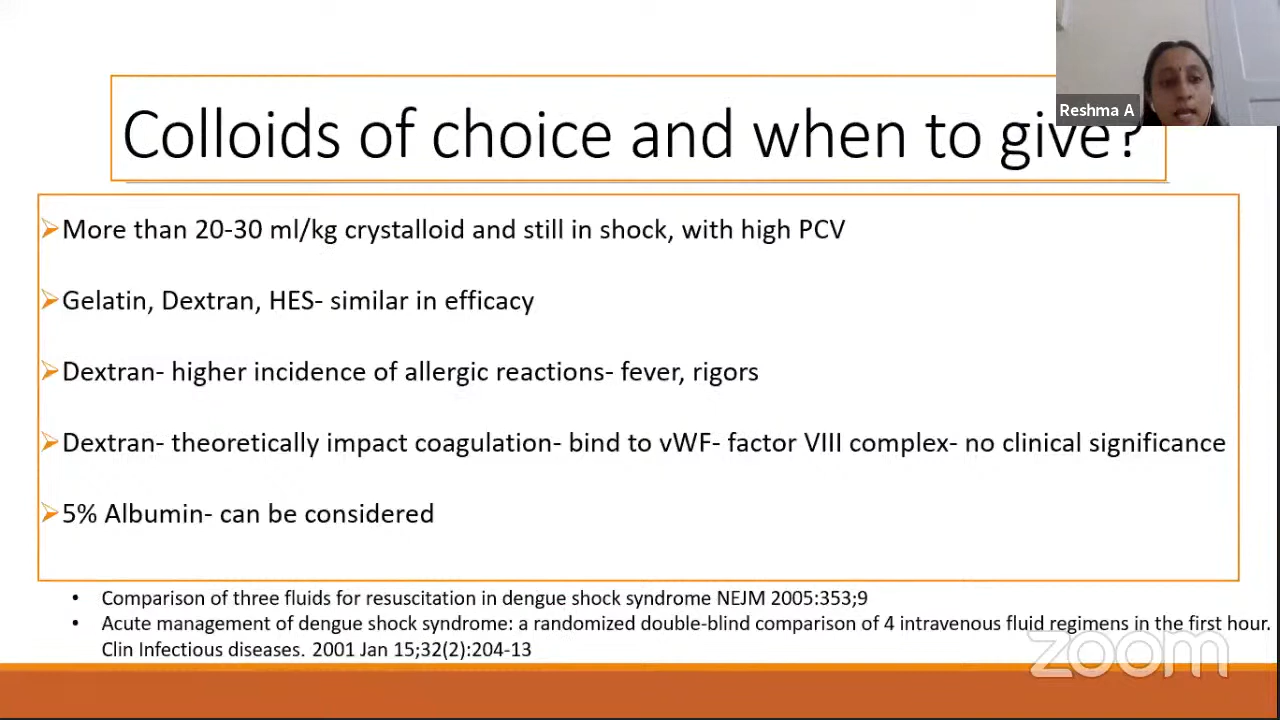 Reshma A
Colloids of choice and when to give?
More than 20-30 ml/kg crystalloid and still in shock, with high PCV
Gelatin, Dextran, HES- similar in efficacy
Dextran- higher incidence of allergic reactions- fever, rigors
Dextran- theoretically impact coagulation- bind to vWF- factor VIII complex- no clinical significance
5% Albumin- can be considered
• Comparison of three fluids for resuscitation in dengue shock syndrome NEJM 2005:353;9
• Acute management of dengue shock syndrome: a randomized double-blind comparison of 4 intravenous fluid regimens in the first hour.
Clin Infectious diseases. 2001 Jan 15;32(2):204-13
zoom